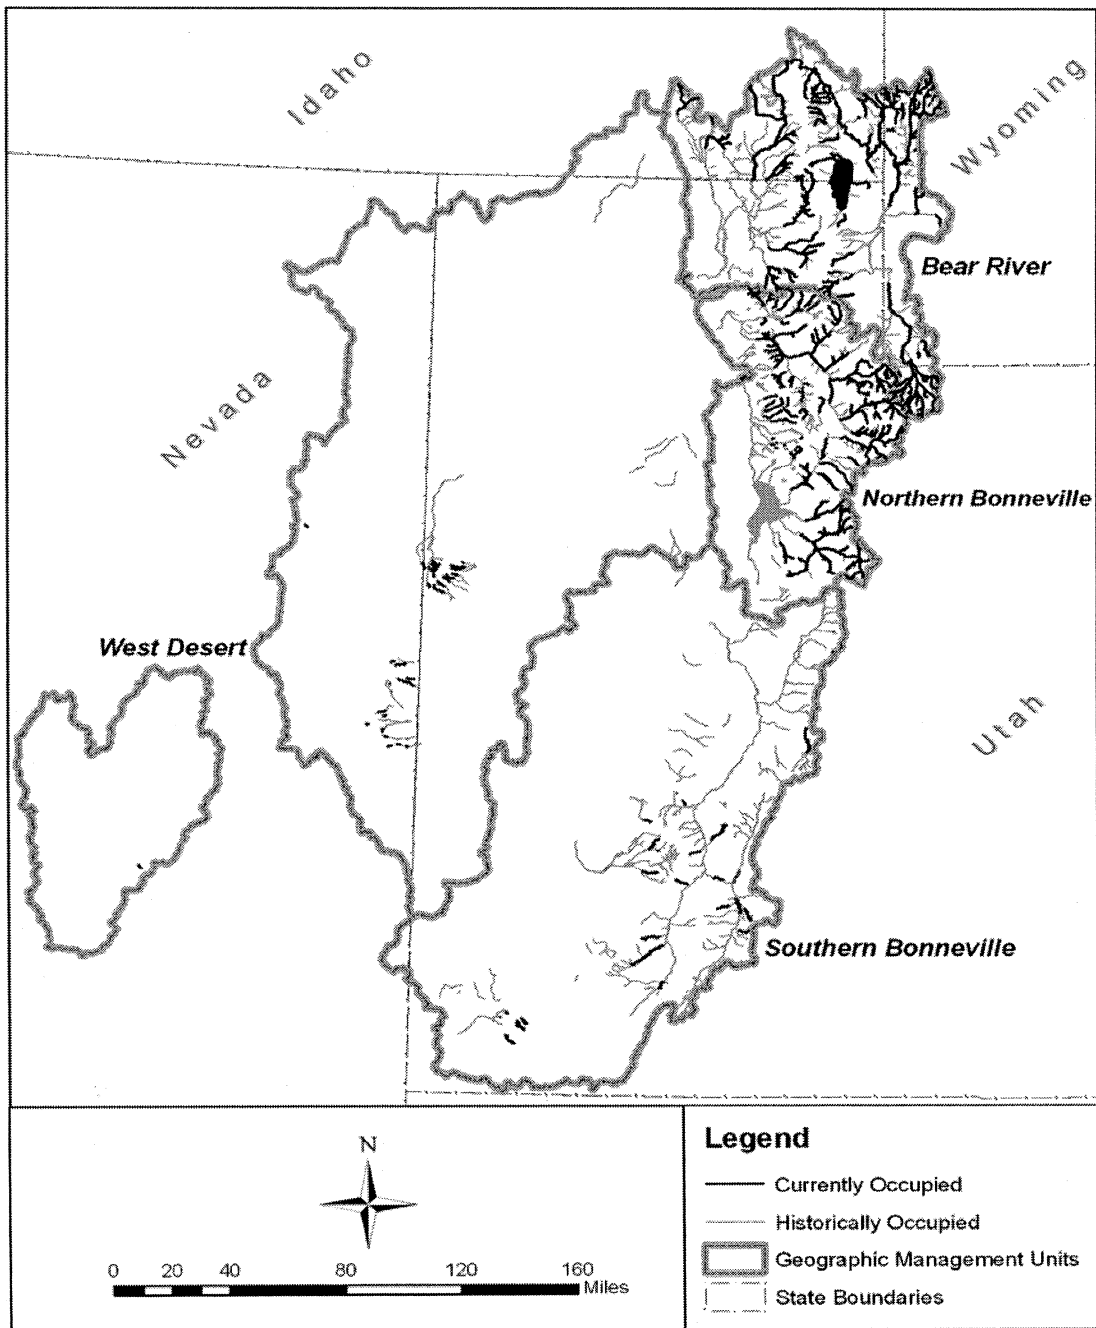 Idaho
Wyoming
Bear River
Nevada
Northern Bonneville
West Desert
Utah
Southern Bonneville
N
0 20 40 80 120 160
Miles
Legend
Currently Occupied
Historically Occupied
Geographic Management Units
State Boundaries